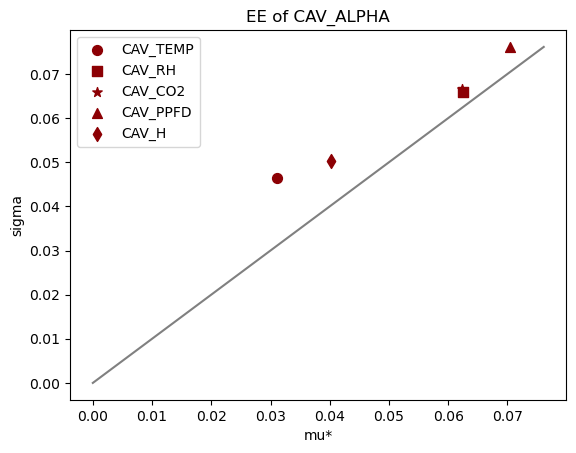 EE of CAV_ALPHA
CAV_TEMP
CAV_RH
CAV_CO2
CAV_PPFD
CAV_H
sigma
0.07
0.06
0.05
0.04
0.03
0.02
0.01
0.00
0.00 0.01 0.02 0.03 0.04 0.05 0.06 0.07
mu*